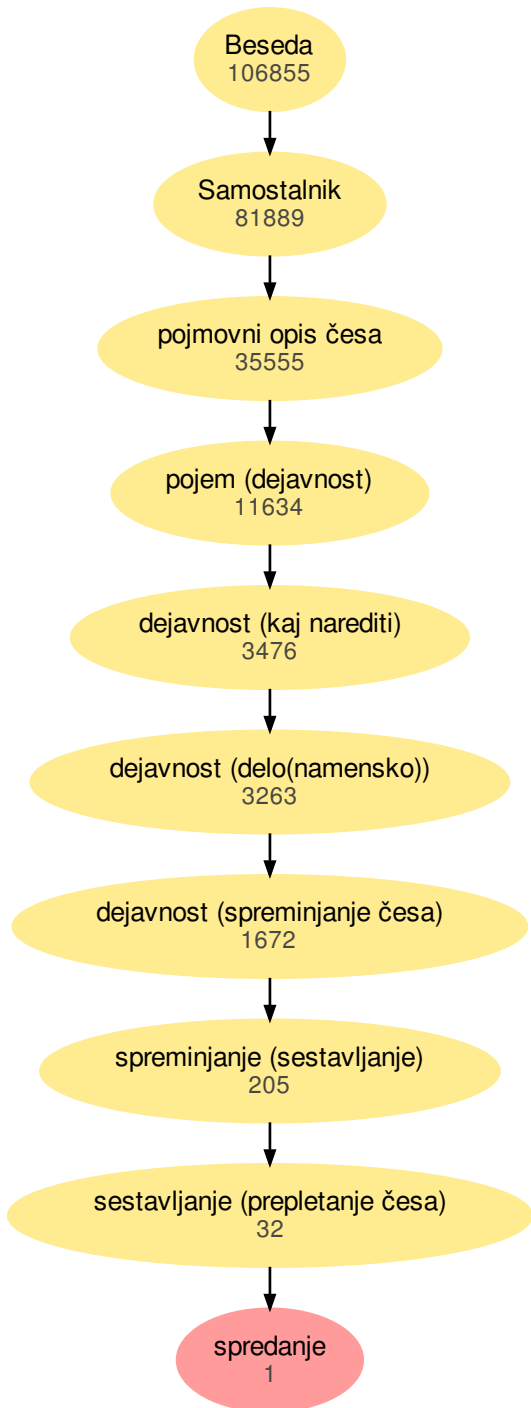 Beseda
106855
Samostalnik
81889
pojmovni opis česa
35555
pojem (dejavnost)
11634
dejavnost (kaj narediti)
3476
dejavnost (delo(namensko))
3263
dejavnost (spreminjanje česa)
1672
spreminjanje (sestavljanje)
205
sestavljanje (prepletanje česa)
32
spredanje
1